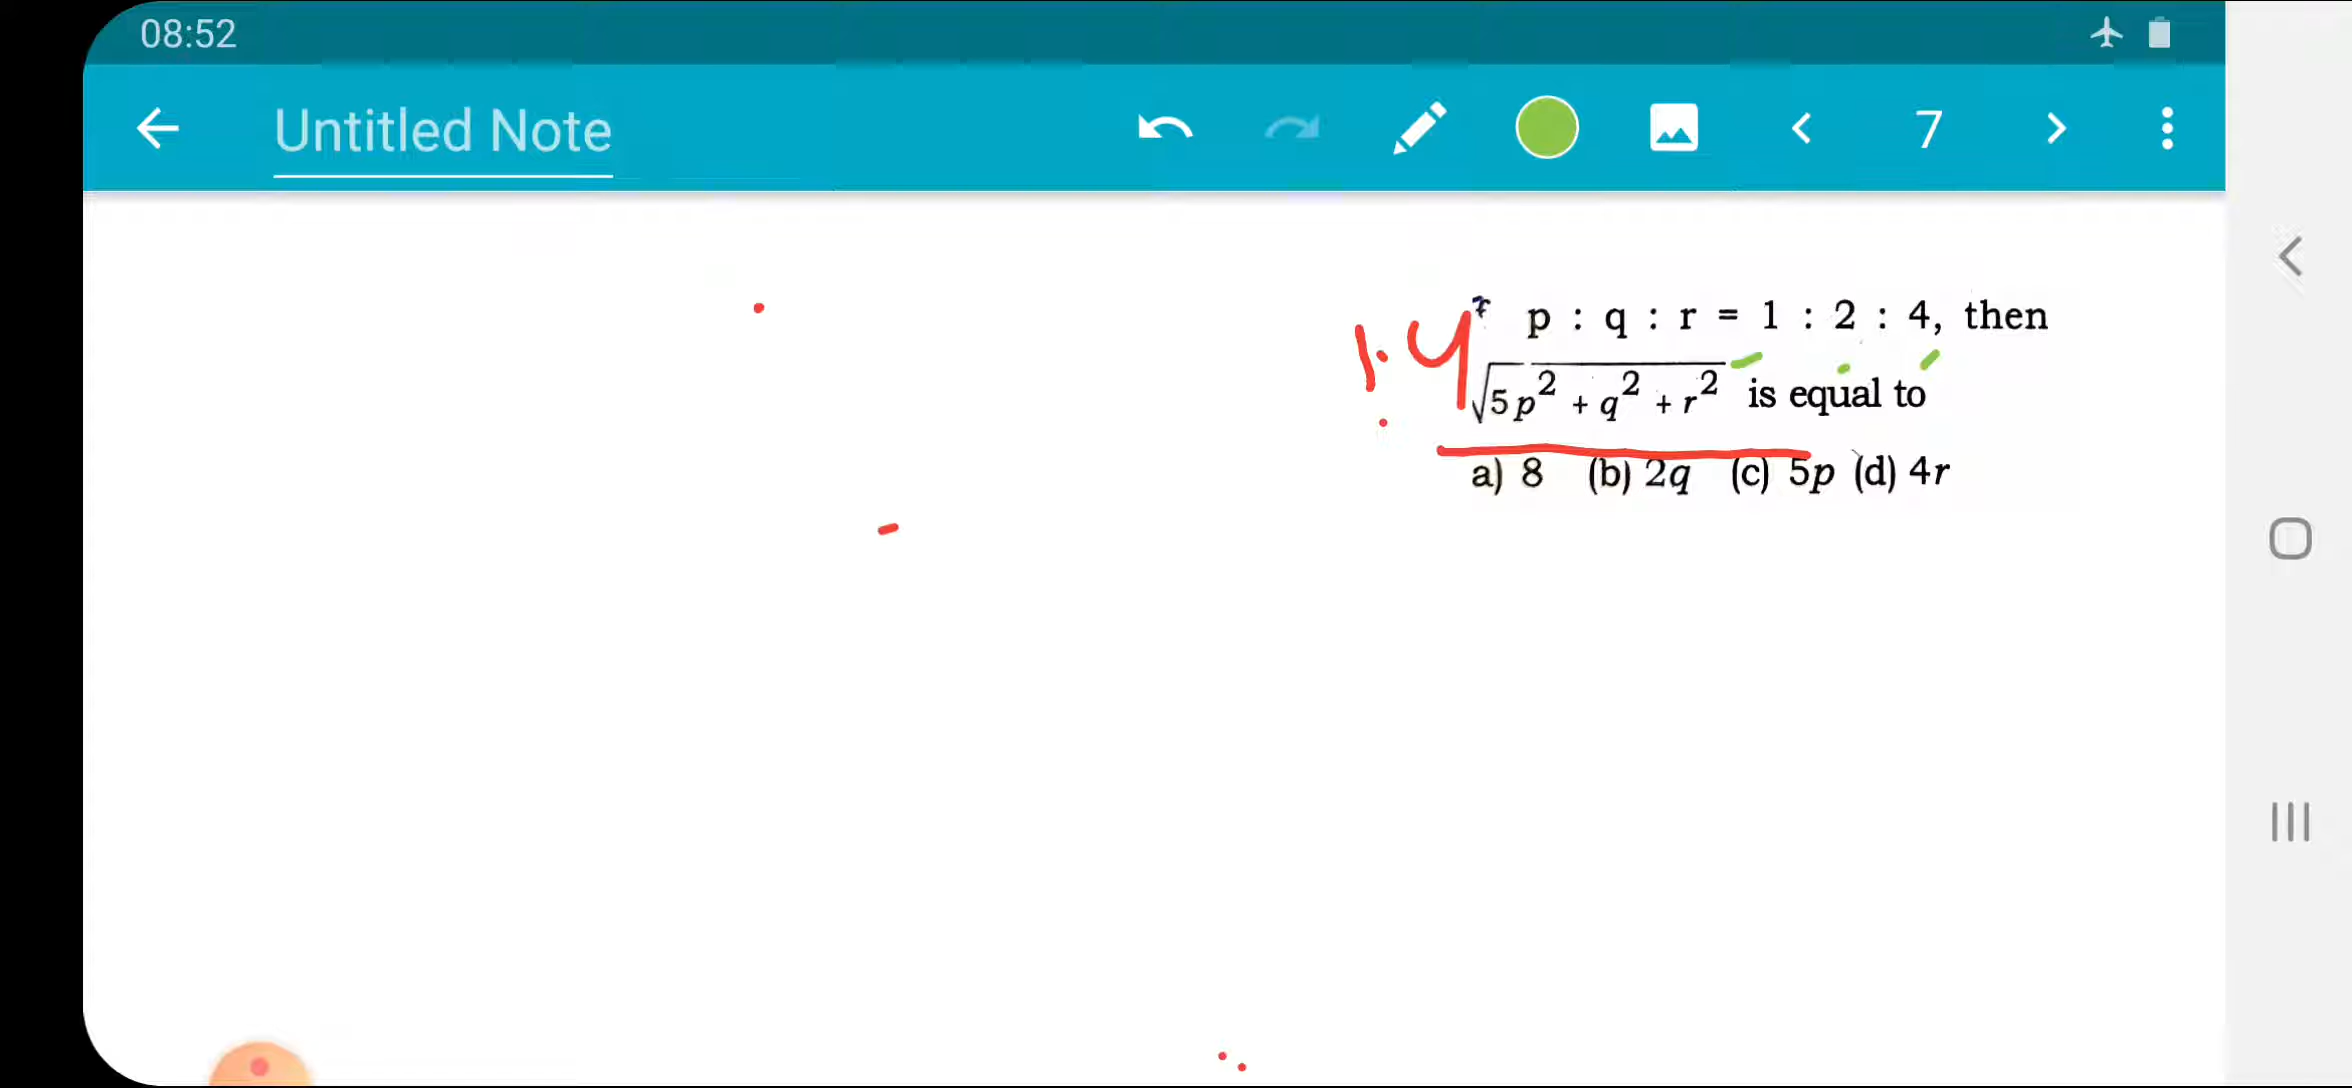 08:52
Untitled Note
7
p : q : r = 1 : 2 : 4, then
1.4
√5p² + q² + r² is equal to
a) 8 (b) 2q (c) 5p (d) 4r